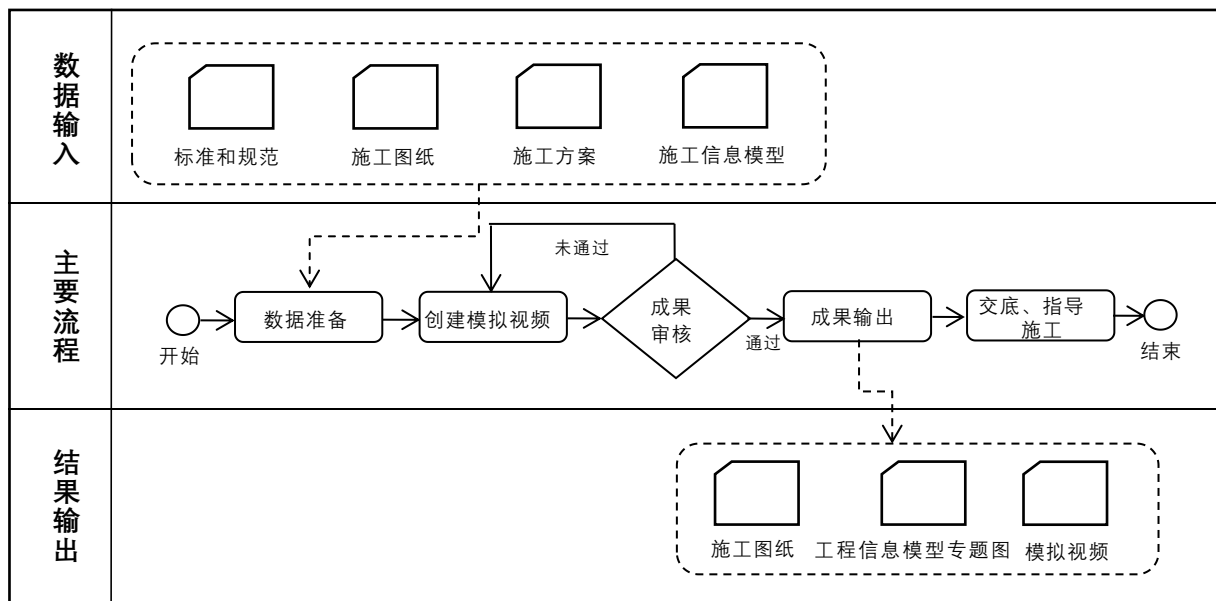 数据输入
标准和规范
施工图纸
施工方案
施工信息模型
主要流程
未通过
开始
数据准备
创建模拟视频
成果
审核
通过
成果输出
交底、指导
施工
结束
结果输出
施工图纸
工程信息模型专题图
模拟视频